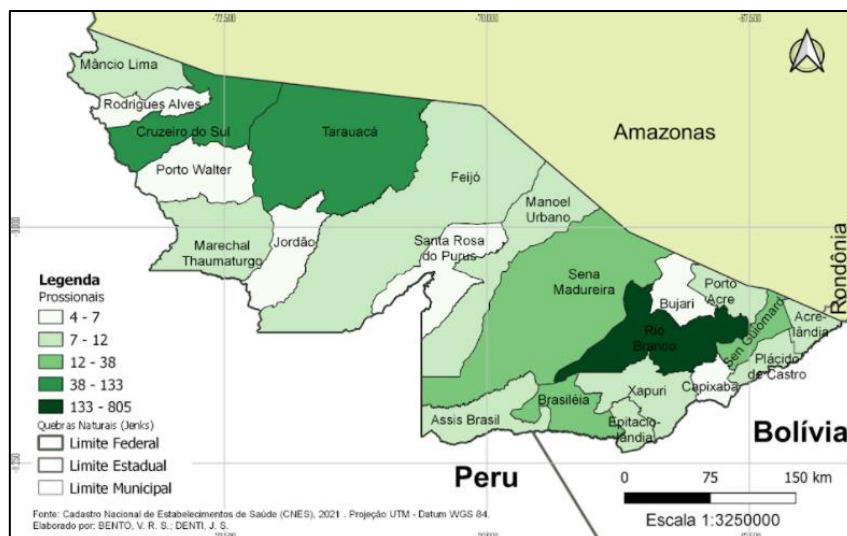 -72.500
-70.000
-67.500
Mâncio Lima
Rodrigues Alves
Cruzeiro do Sul
Tarauacá
Amazonas
Porto Walter
Feijó
Manoel
Urbano
Marechal
Thaumaturgo
Jordão
Santa Rosa
do Purus
Sena
Madureira
Bujari
Porto
Acre
Rondônia
Rio
Branco
Sen Guiomard
Acre-
lândia
Plácido
de Castro
Xapuri
Capixaba
Brasiléia
Assis Brasil
Epitacio-
lândia
Bolívia
Peru
Legenda
Prossionais
4 - 7
7 - 12
12 - 38
38 - 133
133 - 805
Quebras Naturais (Jenks)
Limite Federal
Limite Estadual
Limite Municipal
0 75 150 km
Escala 1:3250000
Fonte: Cadastro Nacional de Estabelecimentos de Saúde (CNES), 2021 . Projeção UTM - Datum WGS 84.
Elaborado por: BENTO, V. R. S.; DENTI, J. S.